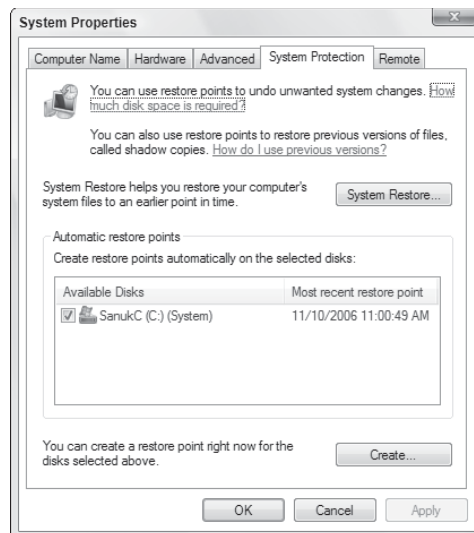 System Properties
Computer Name
Hardware
Advanced
System Protection
Remote
You can use restore points to undo unwanted system changes. How
much disk space is required?
You can also use restore points to restore previous versions of files,
called shadow copies. How do I use previous versions?
System Restore helps you restore your computer's
system files to an earlier point in time.
System Restore...
Automatic restore points
Create restore points automatically on the selected disks:
Available Disks
Most recent restore point
SanukC (C:) (System)
11/10/2006 11:00:49 AM
You can create a restore point right now for the
disks selected above.
Create...
OK
Cancel
Apply